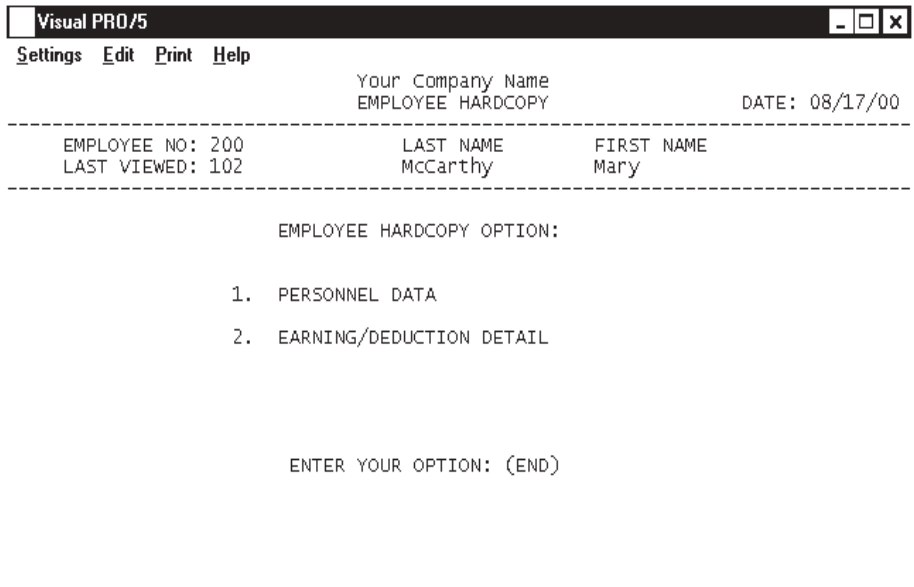 Visual PRO/5
Settings Edit Print Help
Your Company Name
EMPLOYEE HARDCOPY DATE: 08/17/00
EMPLOYEE NO: 200 LAST NAME FIRST NAME
LAST VIEWED: 102 McCarthy Mary
EMPLOYEE HARDCOPY OPTION:
1. PERSONNEL DATA
2. EARNING/DEDUCTION DETAIL
ENTER YOUR OPTION: (END)